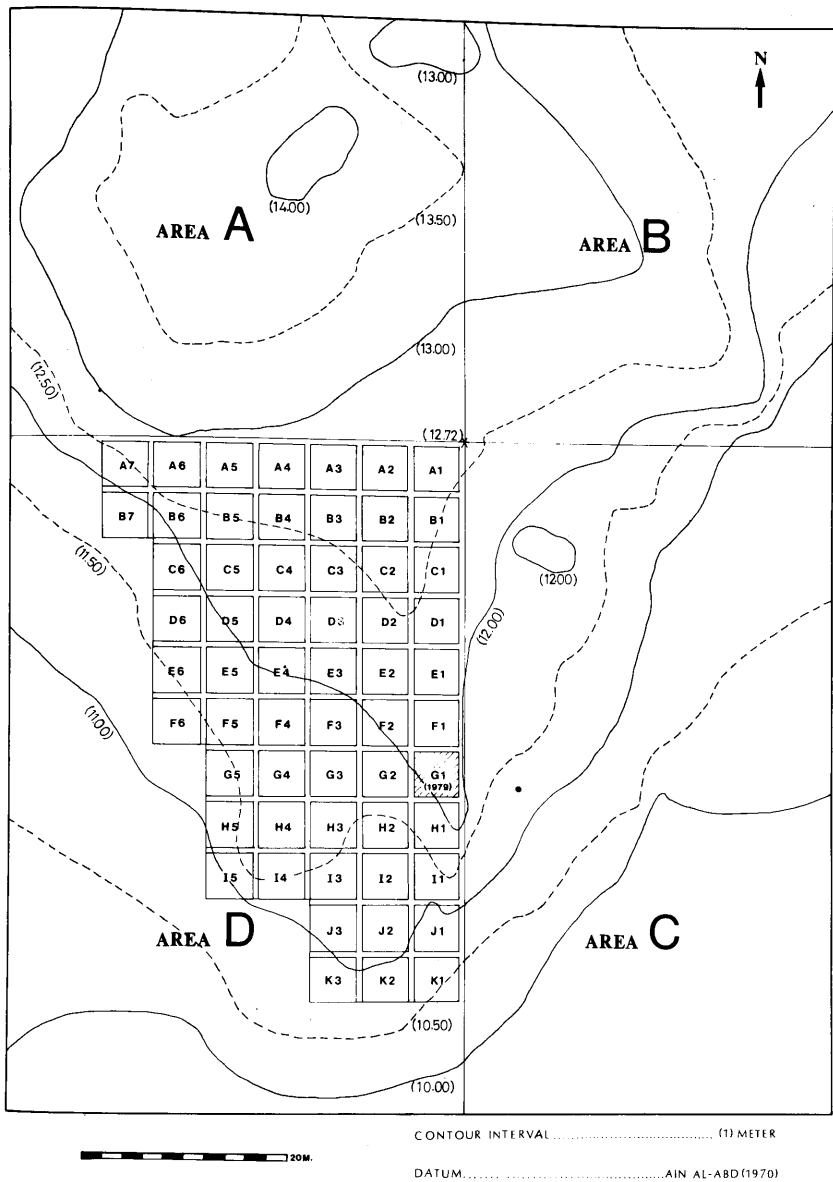 (13.00)
N
(14.00)
(13.50)
AREA A
AREA B
(13.00)
(12.50)
(12.72)
A7 A6 A5 A4 A3 A2 A1
B7 B6 B5 B4 B3 B2 B1
(11.50)
C6 C5 C4 C3 C2 C1
(1200)
D6 D5 D4 D3 D2 D1
(12.00)
E6 E5 E4 E3 E2 E1
(11.00)
F6 F5 F4 F3 F2 F1
G5 G4 G3 G2 G1
(1979)
H5 H4 H3 H2 H1
I5 I4 I3 I2 I1
J3 J2 J1
AREA D
AREA C
K3 K2 K1
(10.50)
(10.00)
CONTOUR INTERVAL (1) METER
20M.
DATUM AIN AL-ABD (1970)